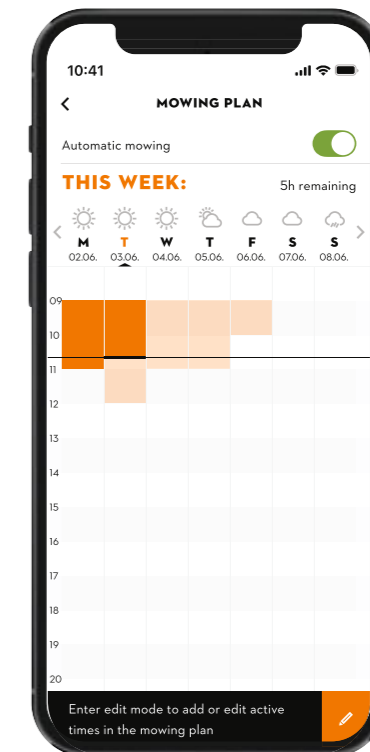 10:41
MOWING PLAN
Automatic mowing
THIS WEEK:
5h remaining
M T W T F S S
02.06. 03.06. 04.06. 05.06. 06.06. 07.06. 08.06.
09
10
11
12
13
14
15
16
17
18
19
20
Enter edit mode to add or edit active
times in the mowing plan